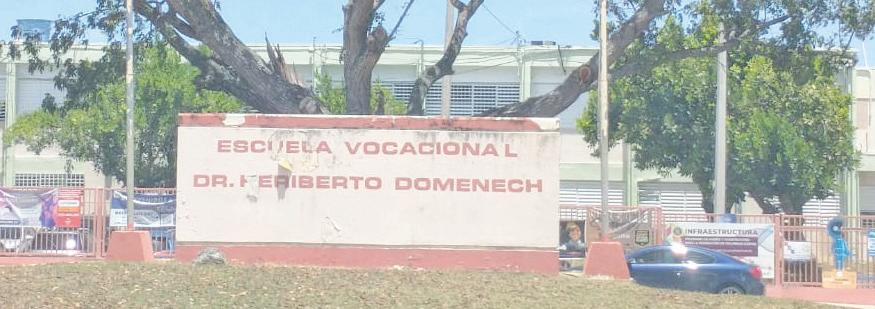 ESCUELA VOCACIONAL
DR. HERIBERTO DOMENECH
INFRAESTRUCTURA